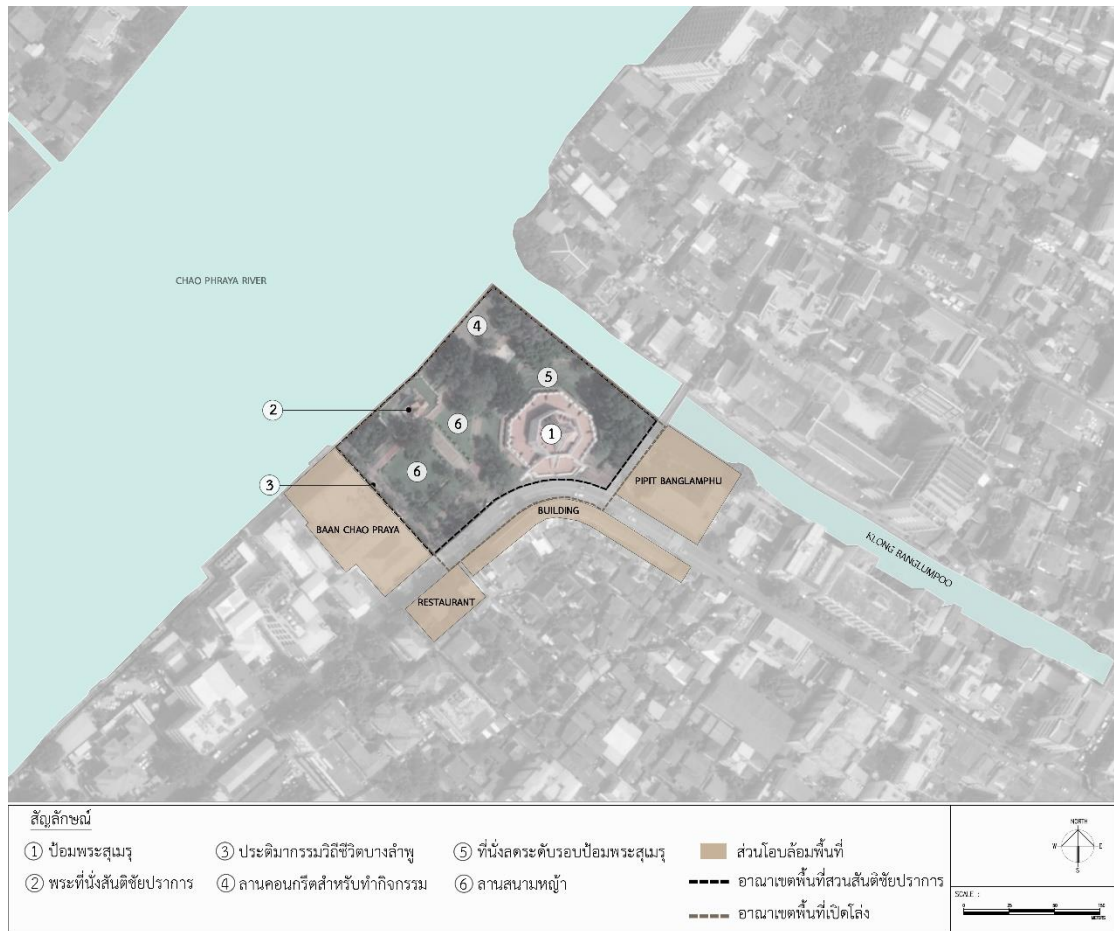 CHAO PHRAYA RIVER
4
5
2
6
1
6
3
PIPIT BANGLAMPHU
BUILDING
BAAN CHAO PRAYA
KLONG BANGLUMPOO
RESTAURANT
สัญลักษณ์
1 ป้อมพระสุเมรุ
3 ประติมากรรมวิถีชีวิตบางลำพู
5 ที่นั่งลดระดับรอบป้อมพระสุเมรุ
ส่วนโอบล้อมพื้นที่
2 พระที่นั่งสันติชัยปราการ
4 ลานคอนกรีตสำหรับทำกิจกรรม
6 ลานสนามหญ้า
อาณาเขตพื้นที่สวนสันติชัยปราการ
อาณาเขตพื้นที่เปิดโล่ง
NORTH
W
E
S
SCALE :
0